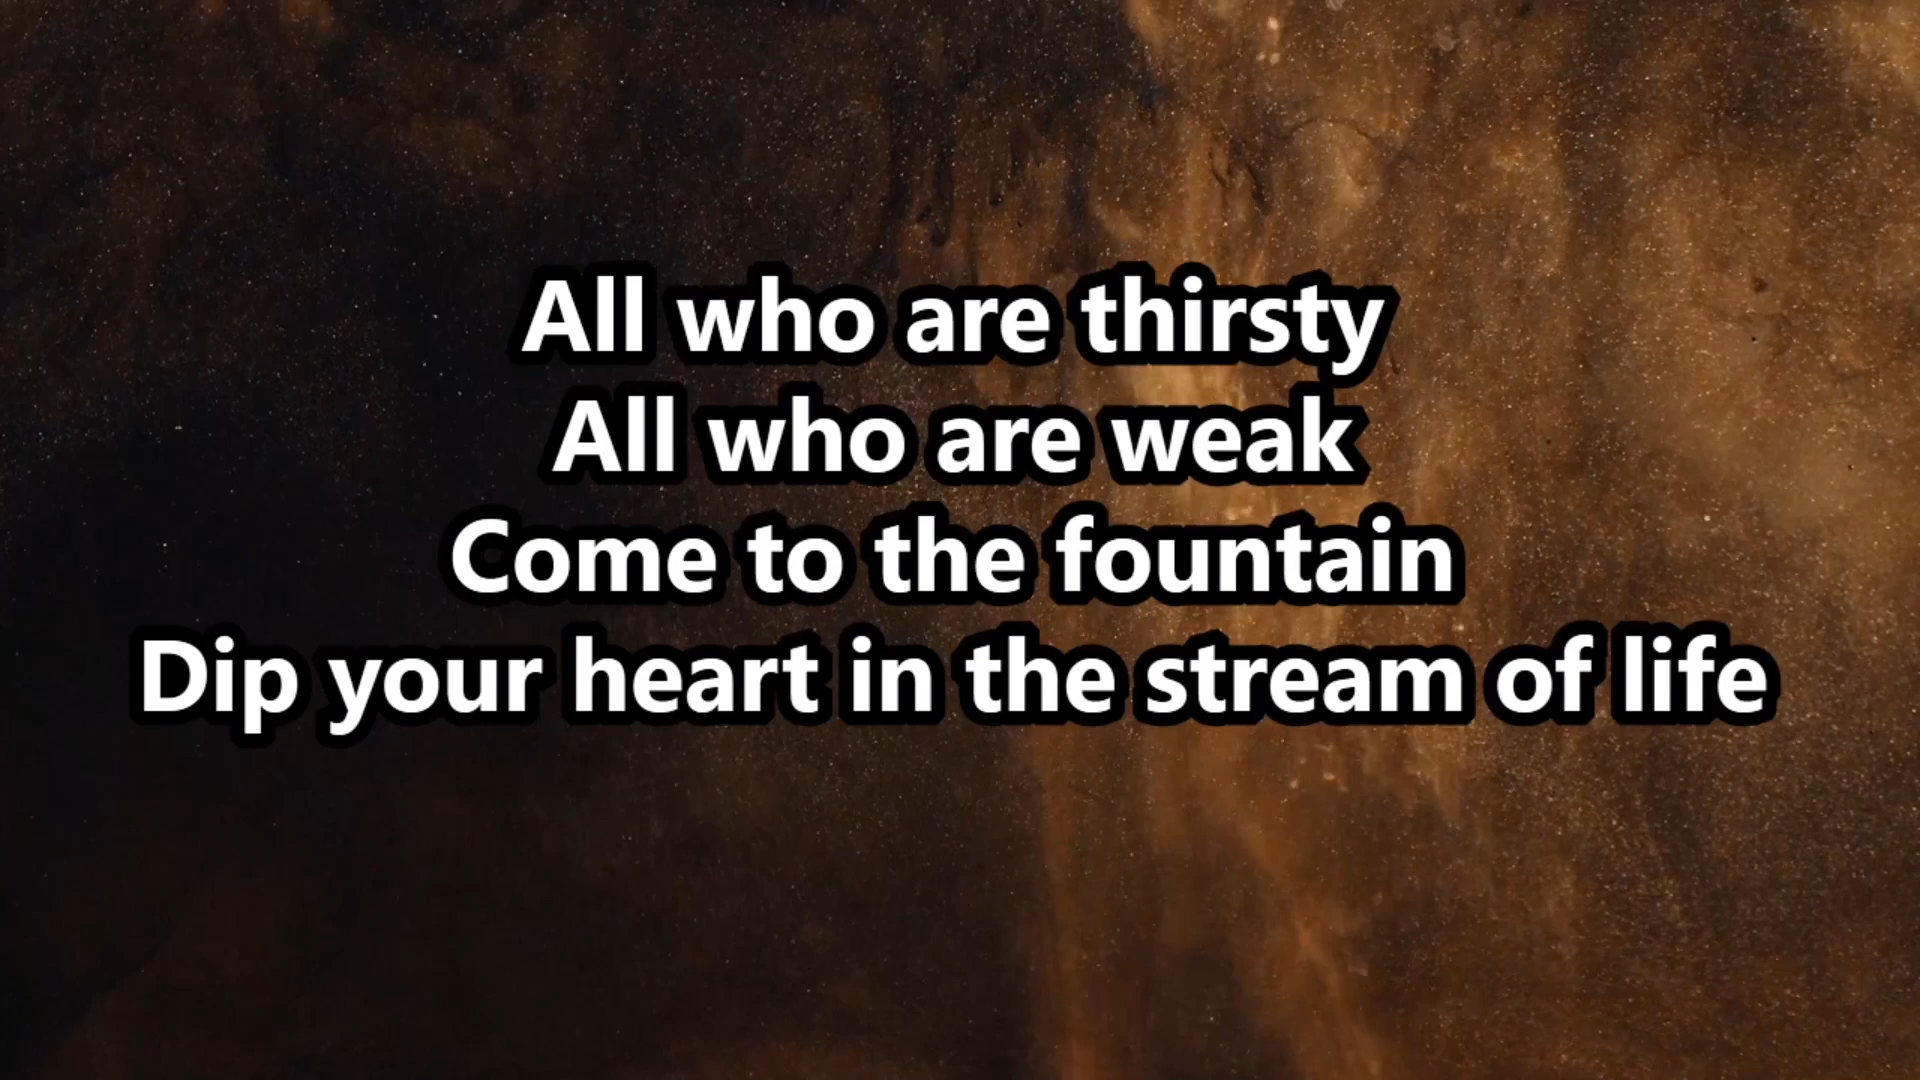 All who are thirsty
All who are weak
Come to the fountain
Dip your heart in the stream of life